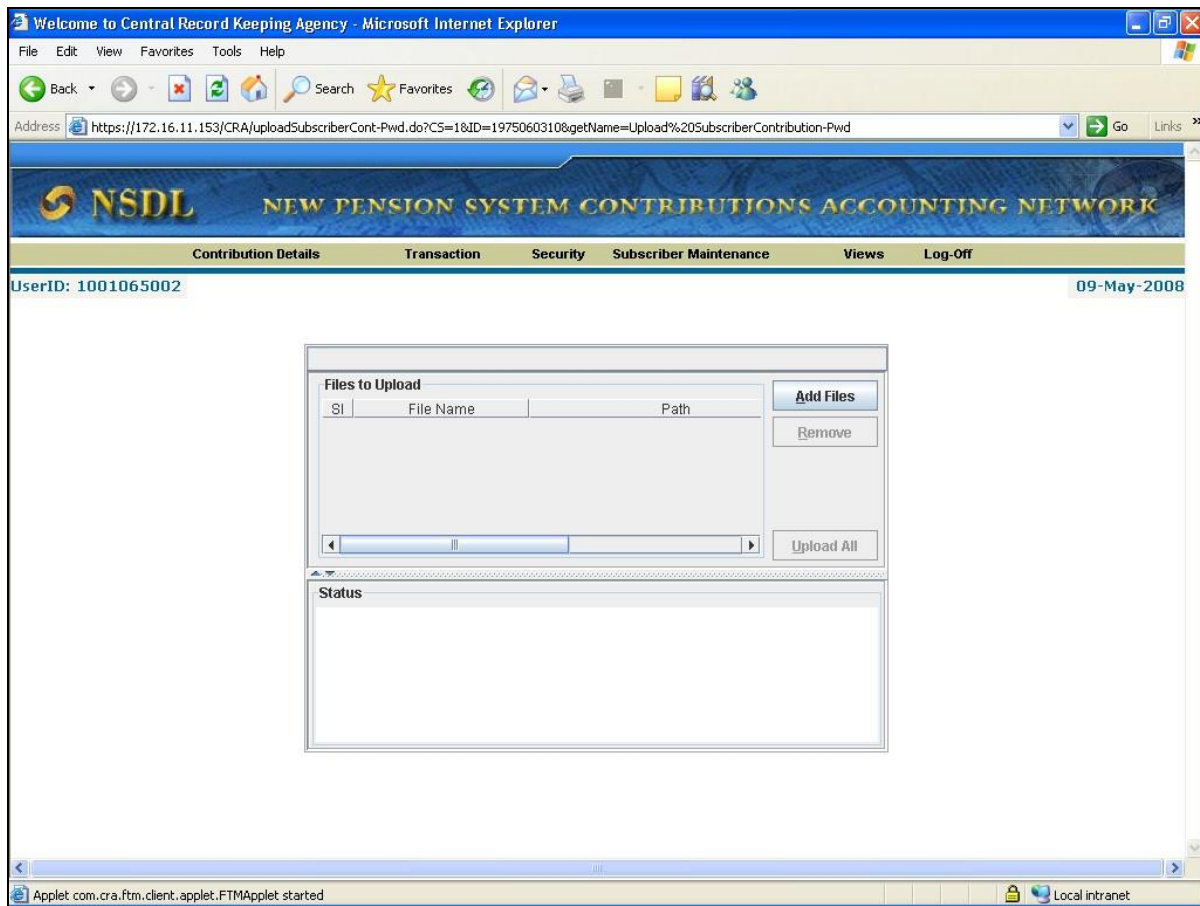 Welcome to Central Record Keeping Agency - Microsoft Internet Explorer
File Edit View Favorites Tools Help
Back Search Favorites
Address https://172.16.11.153/CRA/uploadSubscriberCont-Pwd.do?CS=1&ID=1975060310&getName=Upload%20SubscriberContribution-Pwd Go Links »
NSDL NEW PENSION SYSTEM CONTRIBUTIONS ACCOUNTING NETWORK
Contribution Details Transaction Security Subscriber Maintenance Views Log-Off
UserID: 1001065002 09-May-2008
Files to Upload
Add Files
Sl File Name Path
Remove
Upload All
Status
Applet com.cra.ftm.client.applet.FTMApplet started Local intranet